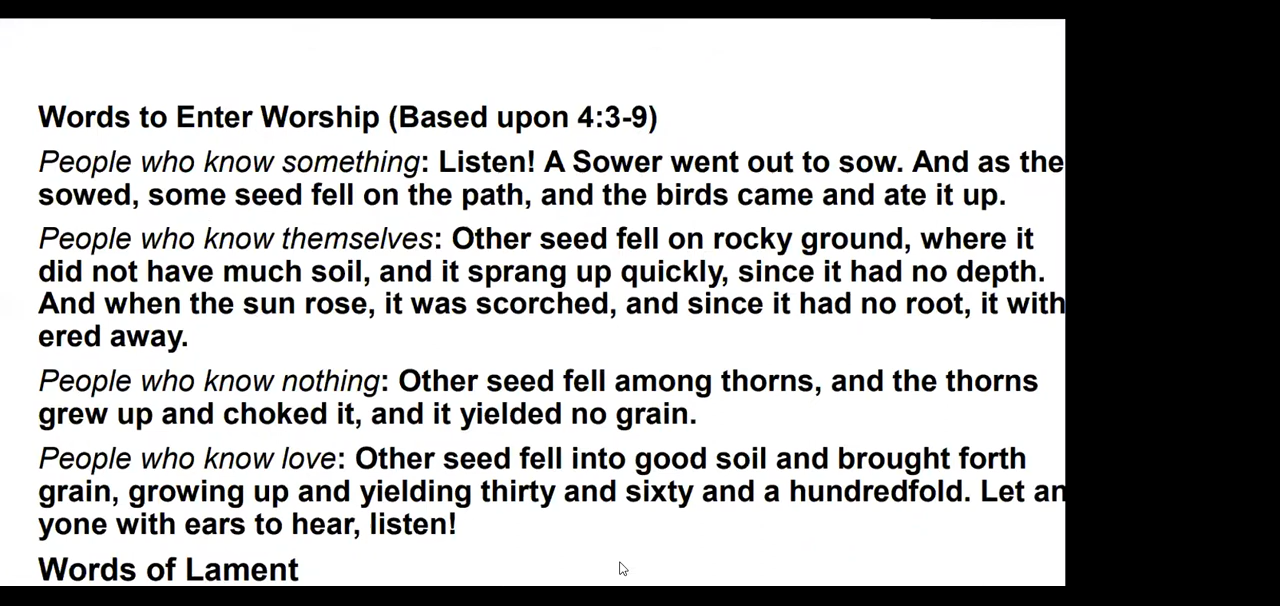 Words to Enter Worship (Based upon 4:3-9)
People who know something: Listen! A Sower went out to sow. And as the
sowed, some seed fell on the path, and the birds came and ate it up.
People who know themselves: Other seed fell on rocky ground, where it
did not have much soil, and it sprang up quickly, since it had no depth.
And when the sun rose, it was scorched, and since it had no root, it with
ered away.
People who know nothing: Other seed fell among thorns, and the thorns
grew up and choked it, and it yielded no grain.
People who know love: Other seed fell into good soil and brought forth
grain, growing up and yielding thirty and sixty and a hundredfold. Let an
yone with ears to hear, listen!
Words of Lament